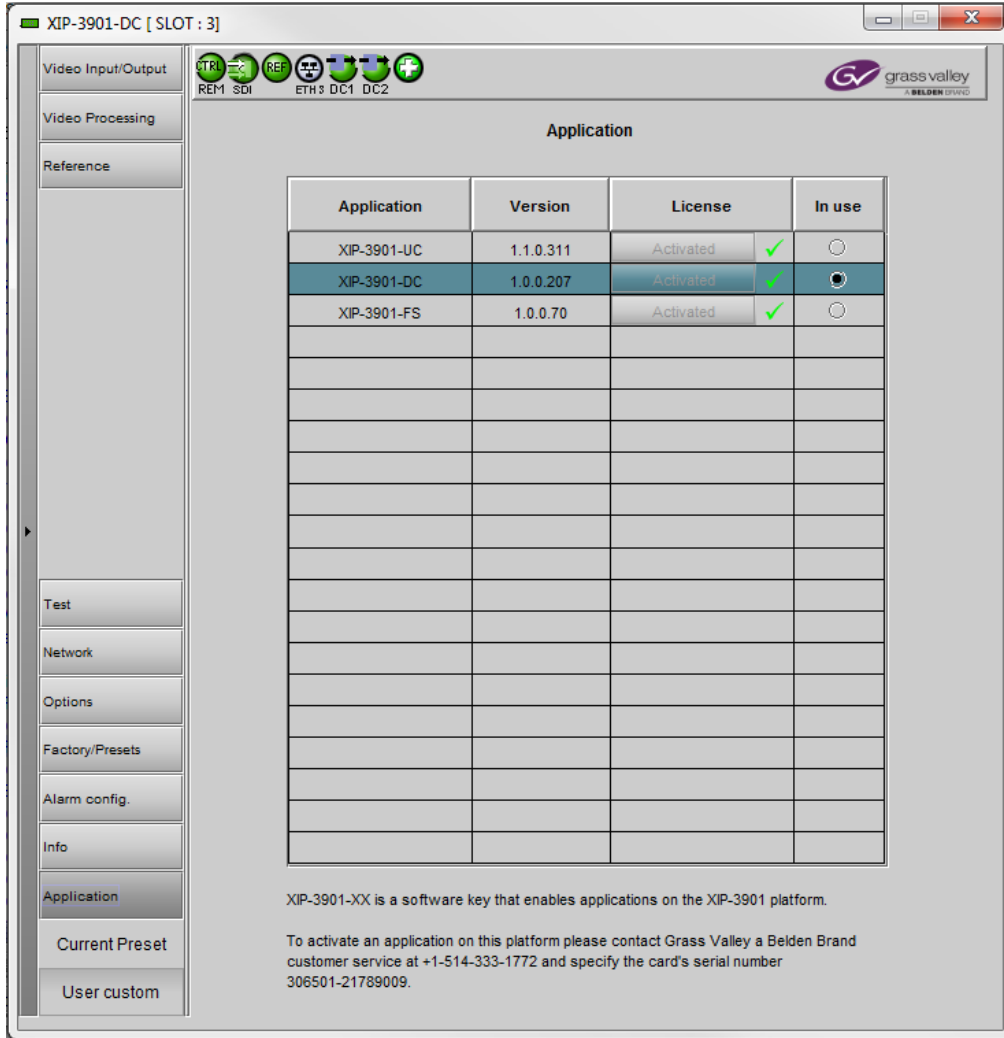 XIP-3901-DC [ SLOT : 3]
Video Input/Output
Video Processing
Reference
CTRL REF
REM SDI ETH S DC1 DC2
GV grassvalley
A BELDEN BRAND
Application
Application Version License In use
XIP-3901-UC 1.1.0.311 Activated
XIP-3901-DC 1.0.0.207 Activated
XIP-3901-FS 1.0.0.70 Activated
Test
Network
Options
Factory/Presets
Alarm config.
Info
Application
Current Preset
User custom
XIP-3901-XX is a software key that enables applications on the XIP-3901 platform.
To activate an application on this platform please contact Grass Valley a Belden Brand
customer service at +1-514-333-1772 and specify the card's serial number
306501-21789009.